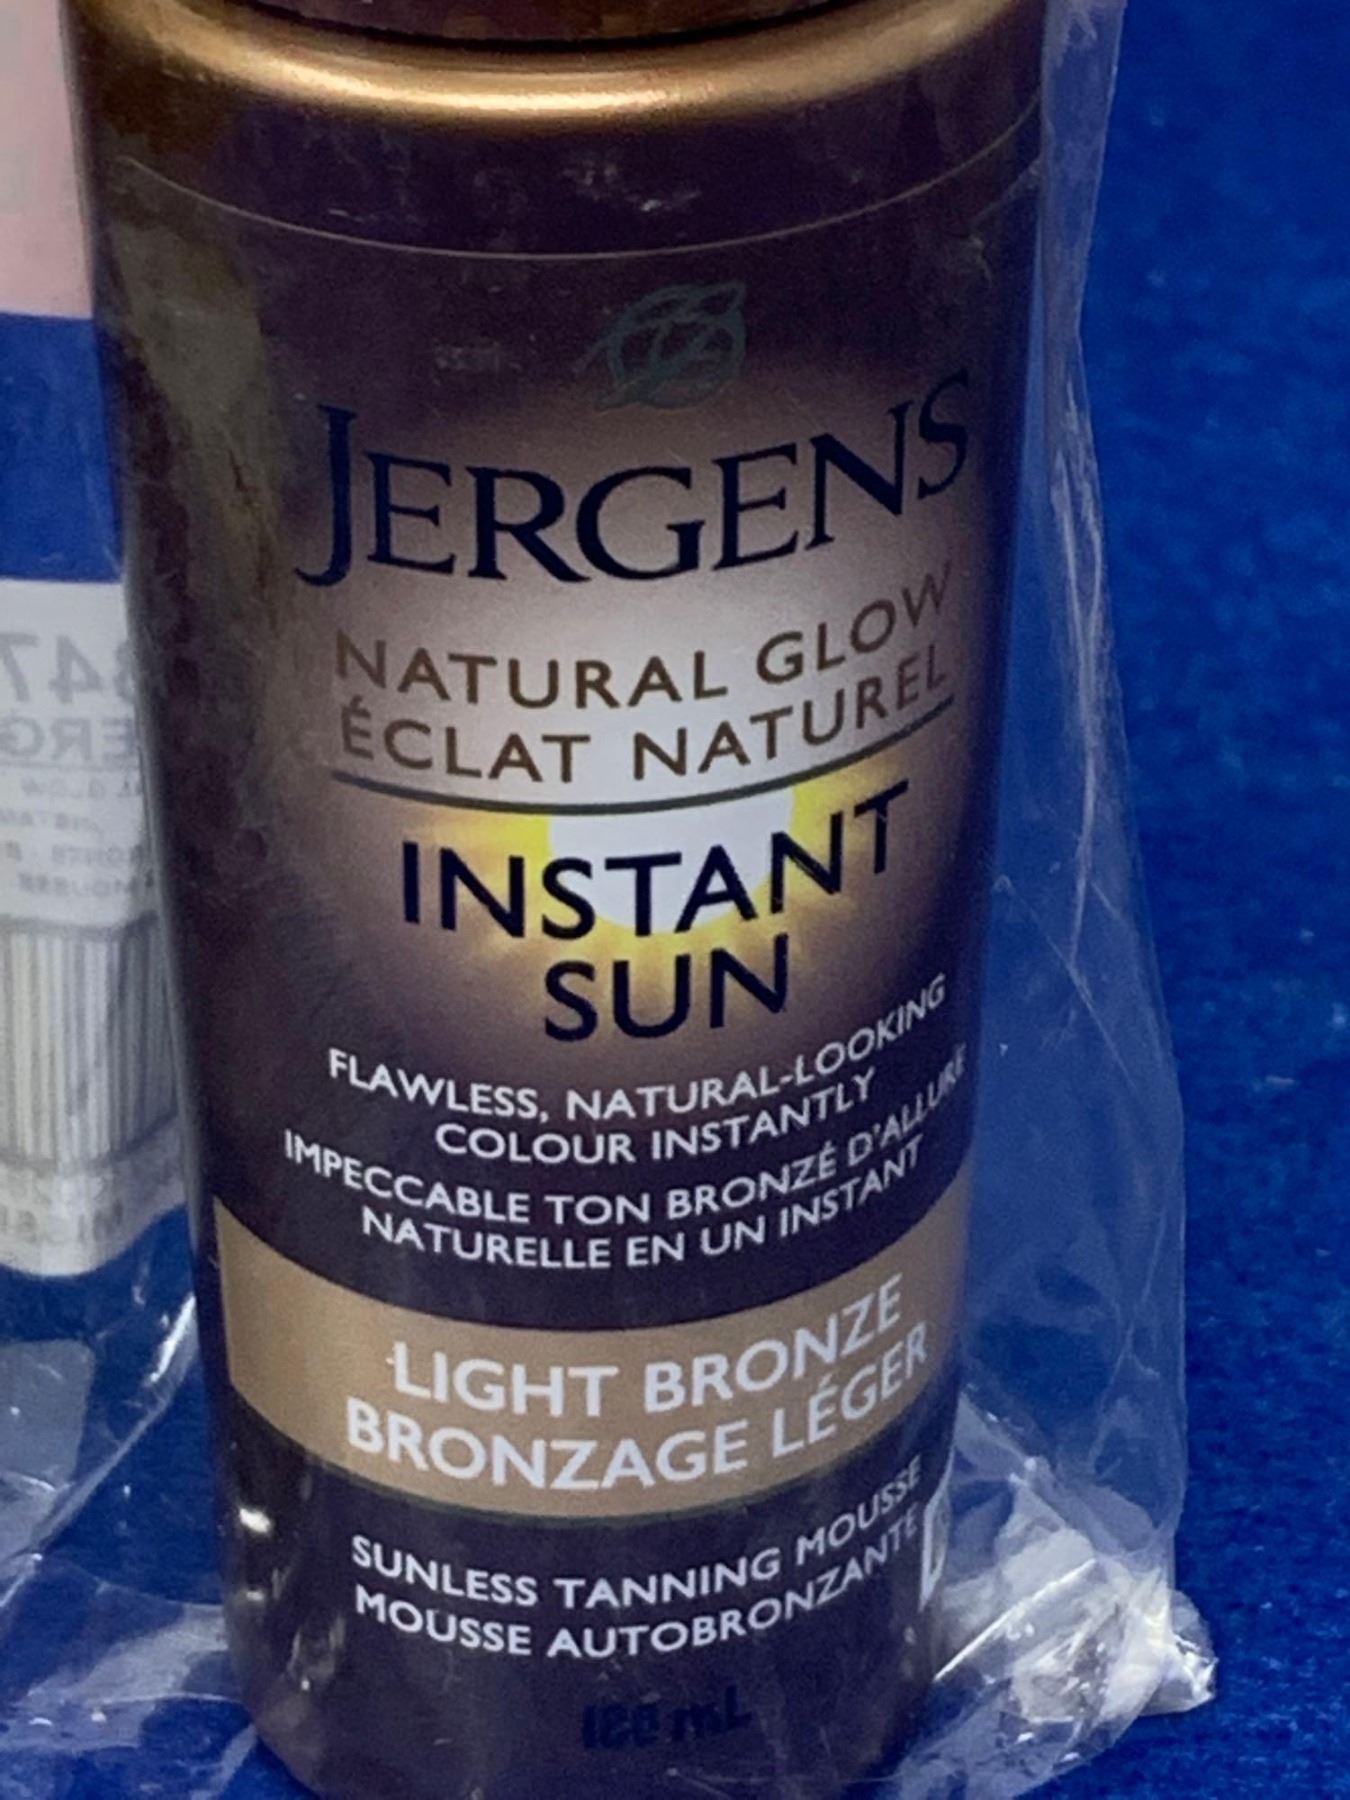 JERGENS
NATURAL GLOW
ÉCLAT NATUREL
INSTANT
SUN
FLAWLESS, NATURAL-LOOKING
COLOUR INSTANTLY
IMPECCABLE TON BRONZÉ D'ALLURE
NATURELLE EN UN INSTANT
LIGHT BRONZE
BRONZAGE LÉGER
SUNLESS TANNING MOUSSE
MOUSSE AUTOBRONZANTE
mL